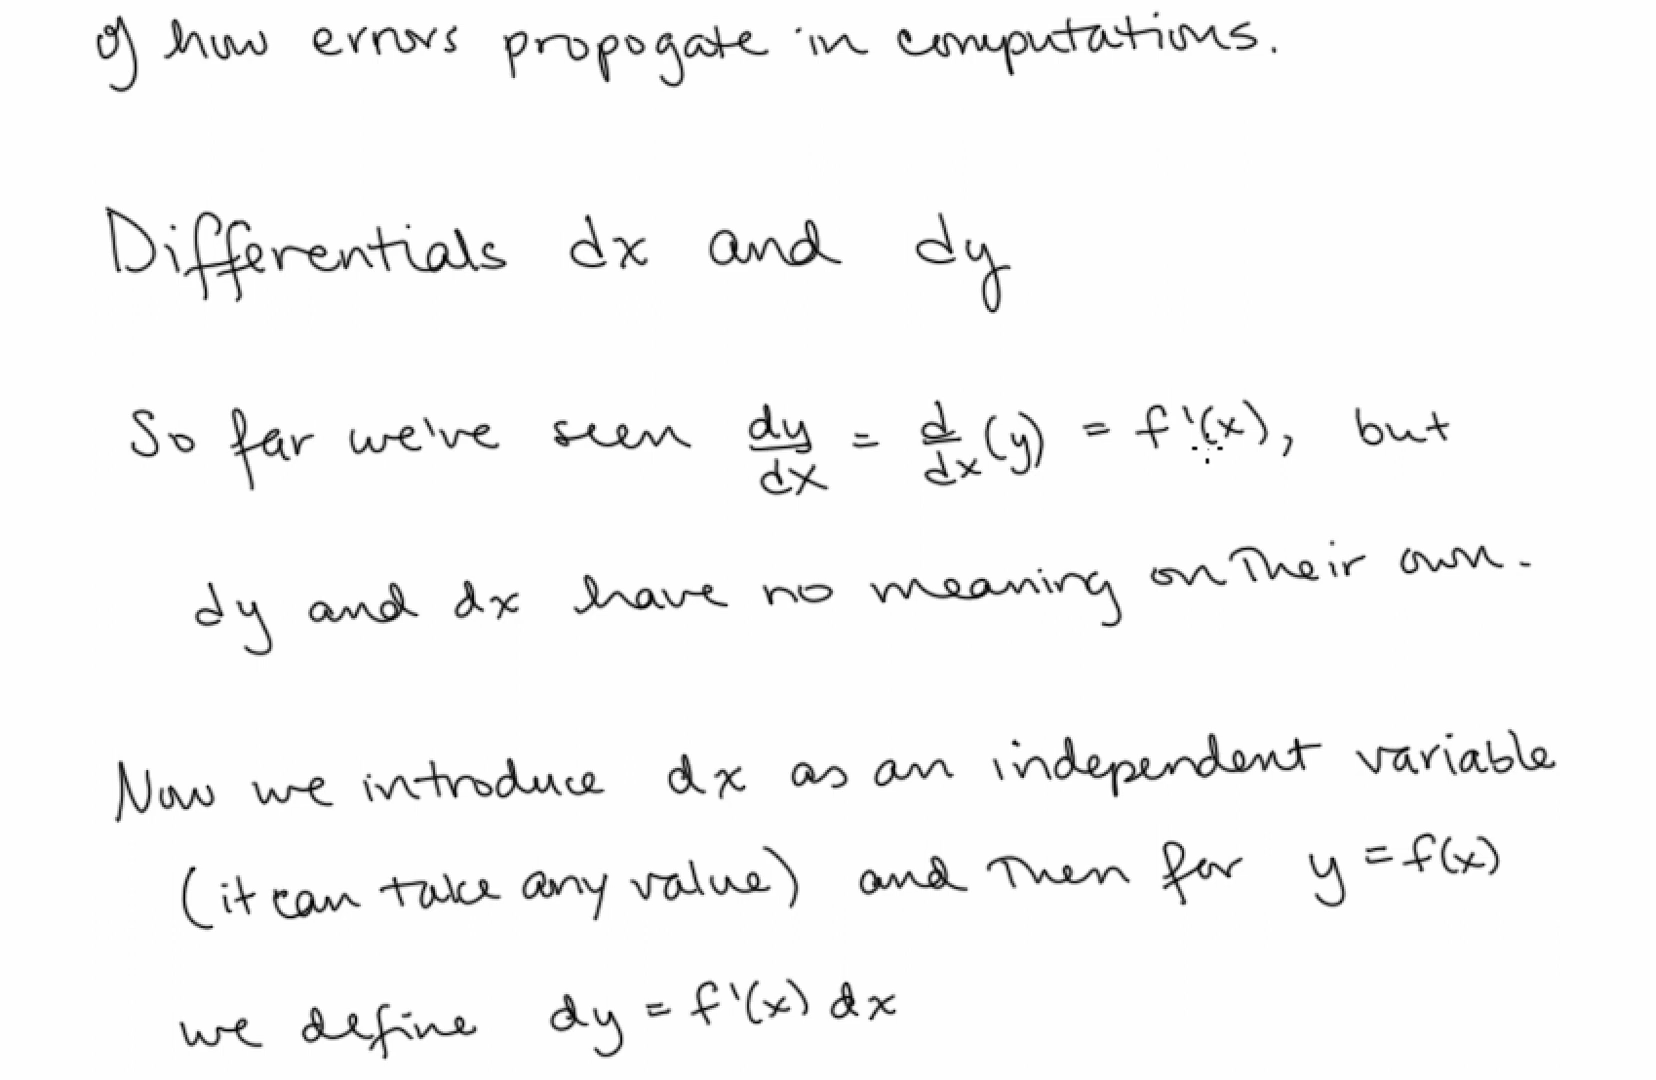 of how errors propogate in computations.
Differentials dx and dy
So far we've seen dy/dx = d/dx (y) = f'(x), but
dy and dx have no meaning on their own.
Now we introduce dx as an independent variable
(it can take any value) and then for y = f(x)
we define dy = f'(x) dx